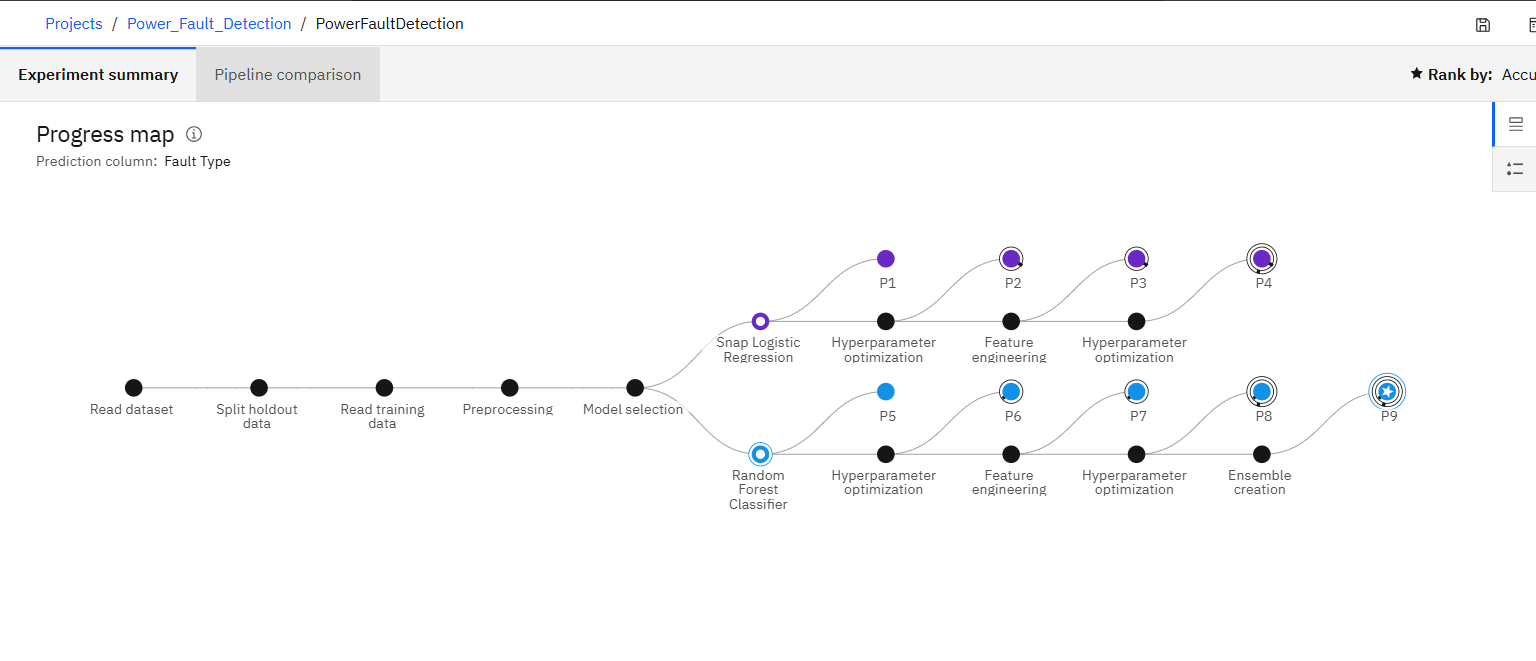 Projects / Power_Fault_Detection / PowerFaultDetection
Experiment summary
Pipeline comparison
Rank by: Accu
Progress map
Prediction column: Fault Type
P1
P2
P3
P4
Snap Logistic
Regression
Hyperparameter
optimization
Feature
engineering
Hyperparameter
optimization
Read dataset
Split holdout
data
Read training
data
Preprocessing
Model selection
P5
P6
P7
P8
P9
Random
Forest
Classifier
Hyperparameter
optimization
Feature
engineering
Hyperparameter
optimization
Ensemble
creation